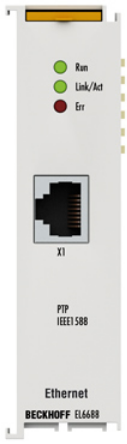 Run
Link/Act
Err
X1
PTP
IEEE1588
Ethernet
BECKHOFF EL6688